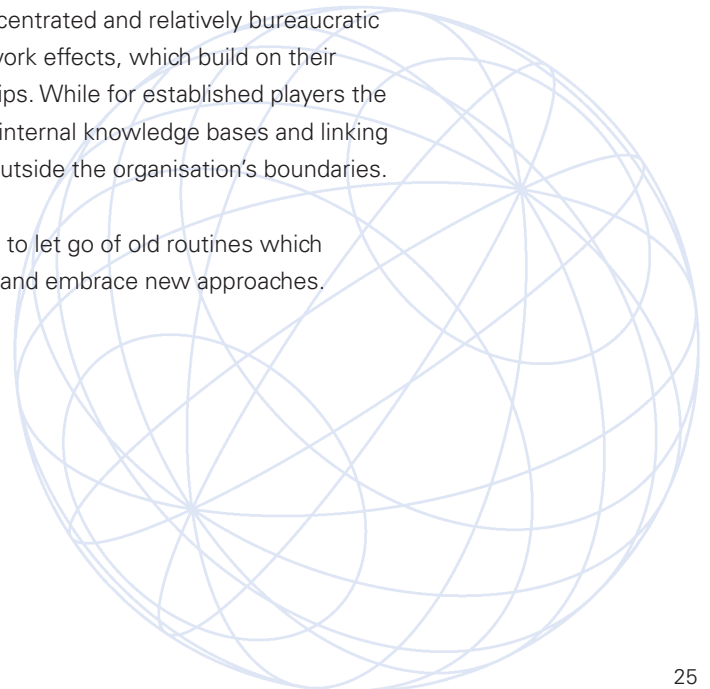 centrated and relatively bureaucratic
work effects, which build on their
ips. While for established players the
internal knowledge bases and linking
utside the organisation's boundaries.
to let go of old routines which
and embrace new approaches.
25